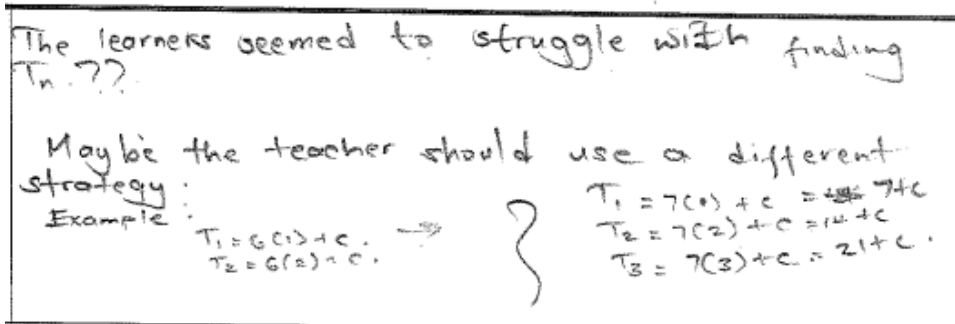 The learners seemed to struggle with finding
Tn.??
Maybe the teacher should use a different
strategy:
Example:
T₁ = 6(1)+c.
T₂ = 6(2)+c.
T₁ = 7(1) + c = 7+c
T₂ = 7(2) + c = 14+c
T₃ = 7(3)+c = 21+c.